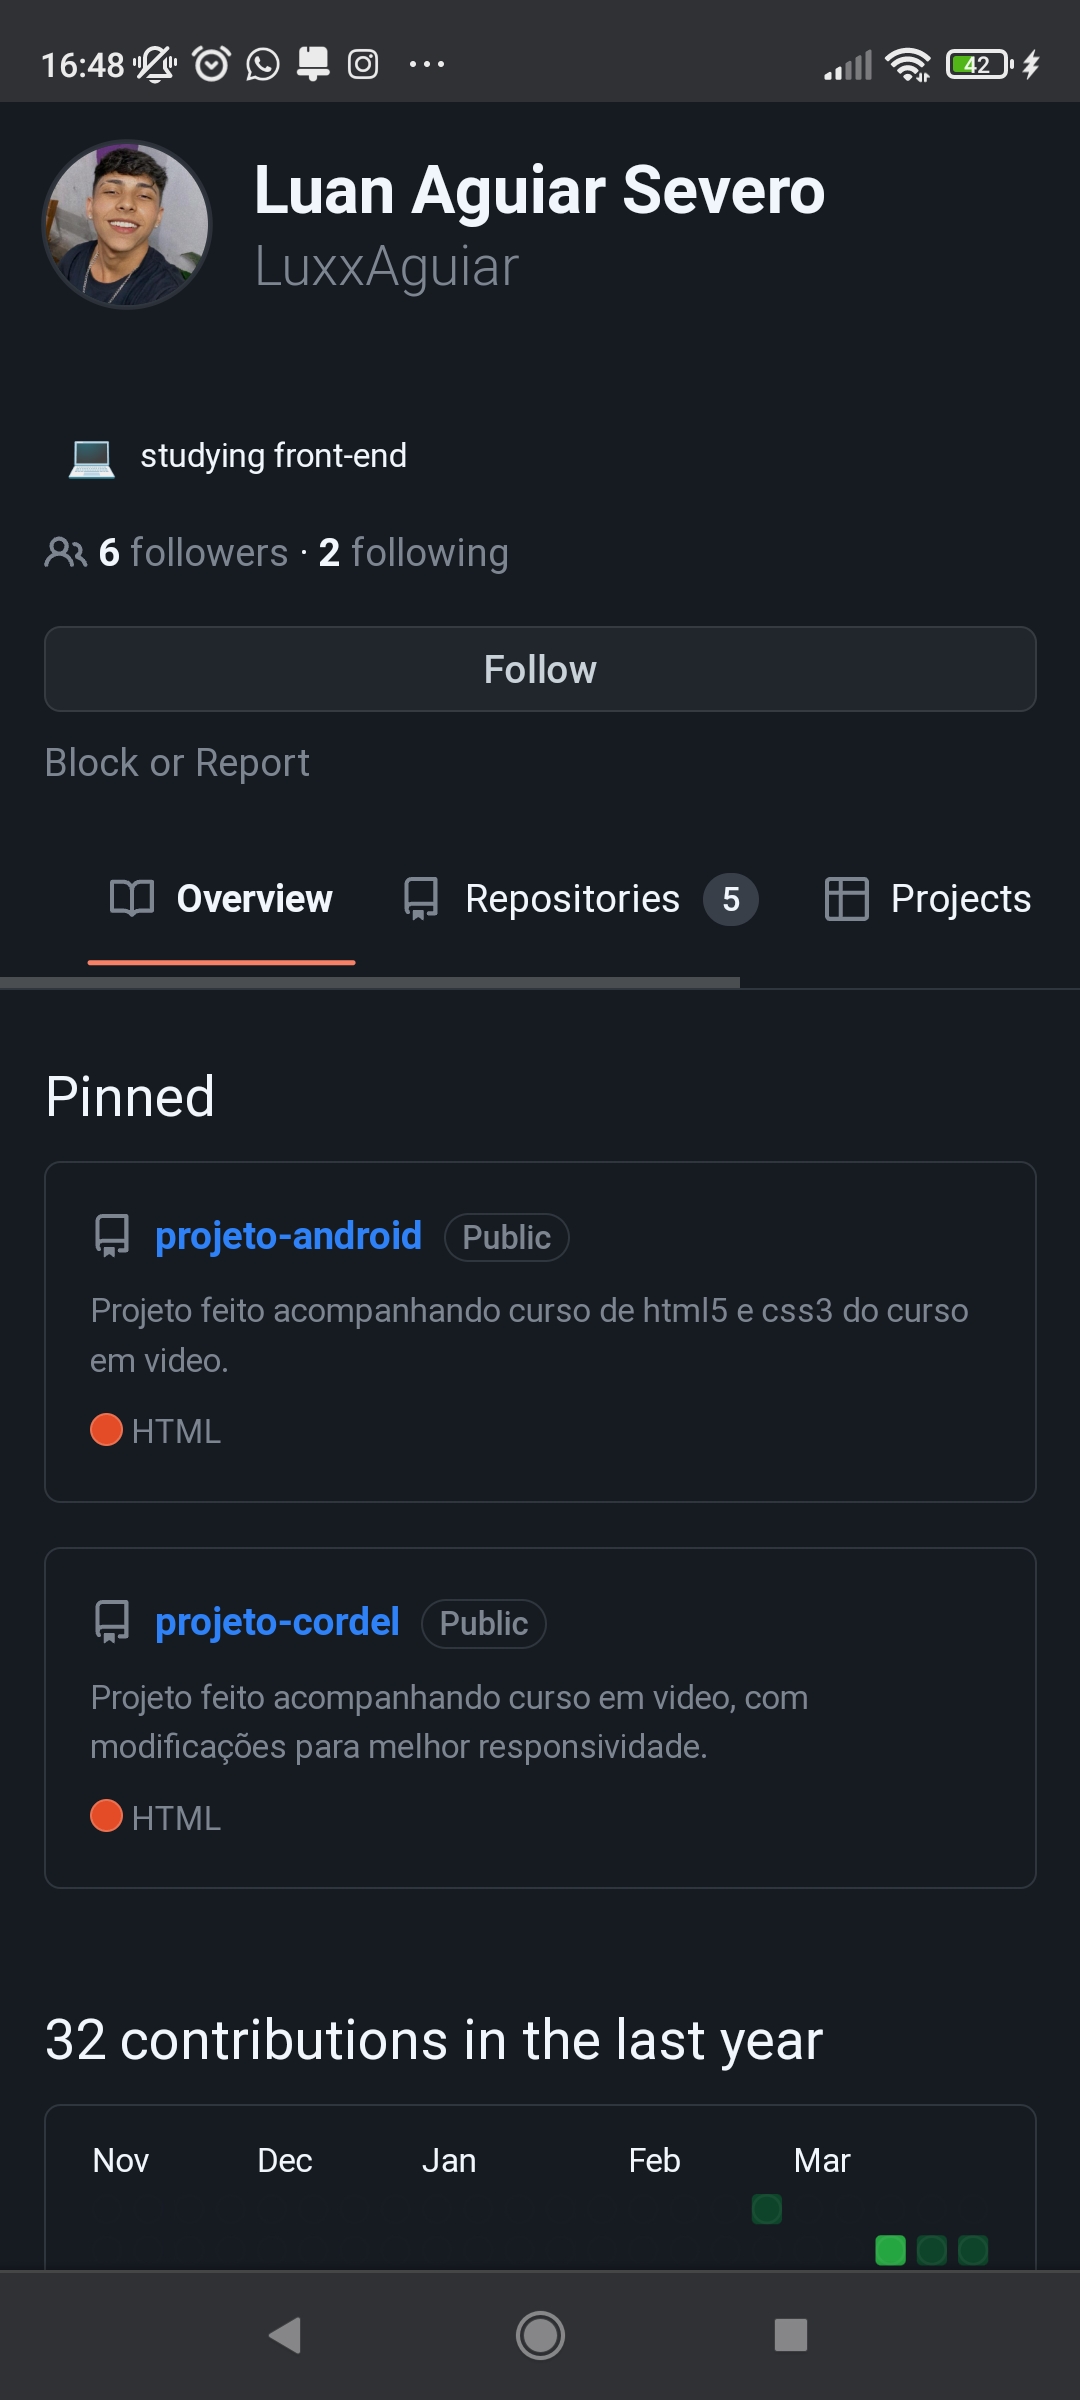 16:48
42
Luan Aguiar Severo
LuxxAguiar
studying front-end
6 followers · 2 following
Follow
Block or Report
Overview Repositories 5 Projects
Pinned
projeto-android Public
Projeto feito acompanhando curso de html5 e css3 do curso
em video.
HTML
projeto-cordel Public
Projeto feito acompanhando curso em video, com
modificações para melhor responsividade.
HTML
32 contributions in the last year
Nov Dec Jan Feb Mar